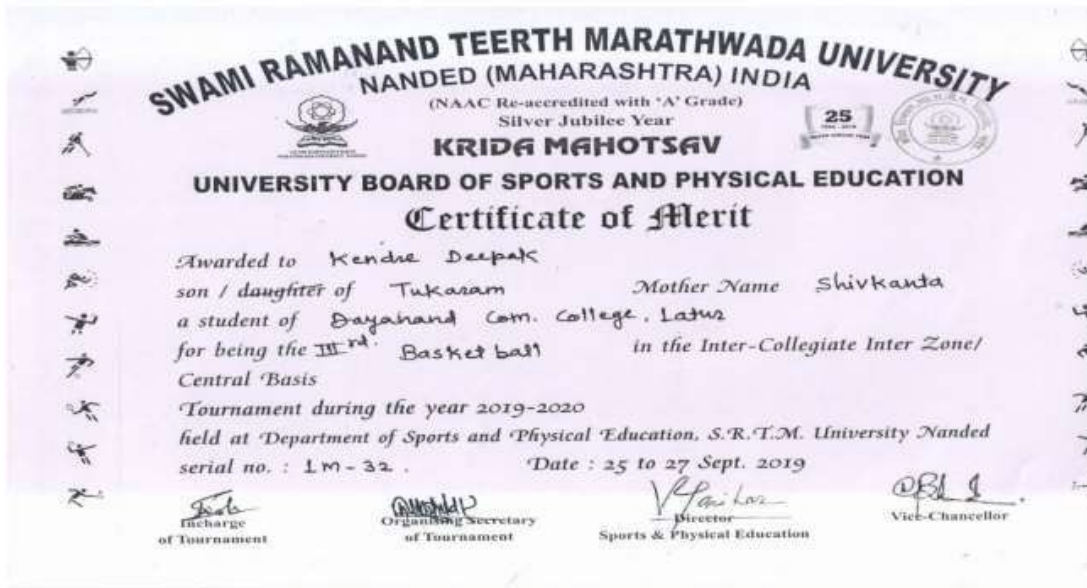 SWAMI RAMANAND TEERTH MARATHWADA UNIVERSITY
NANDED (MAHARASHTRA) INDIA
(NAAC Re-accredited with 'A' Grade)
Silver Jubilee Year
25
KRIDA MAHOTSAV
UNIVERSITY BOARD OF SPORTS AND PHYSICAL EDUCATION
Certificate of Merit
Awarded to Kendre Deepak
son / daughter of Tukaram Mother Name Shivkanta
a student of Dayanand Com. College, Latur
for being the IIIrd. Basket ball in the Inter-Collegiate Inter Zone/
Central Basis
Tournament during the year 2019-2020
held at Department of Sports and Physical Education, S.R.T.M. University Nanded
serial no. : 1M-32. Date : 25 to 27 Sept. 2019
Incharge
of Tournament
Organising Secretary
of Tournament
Director
Sports & Physical Education
Vice-Chancellor